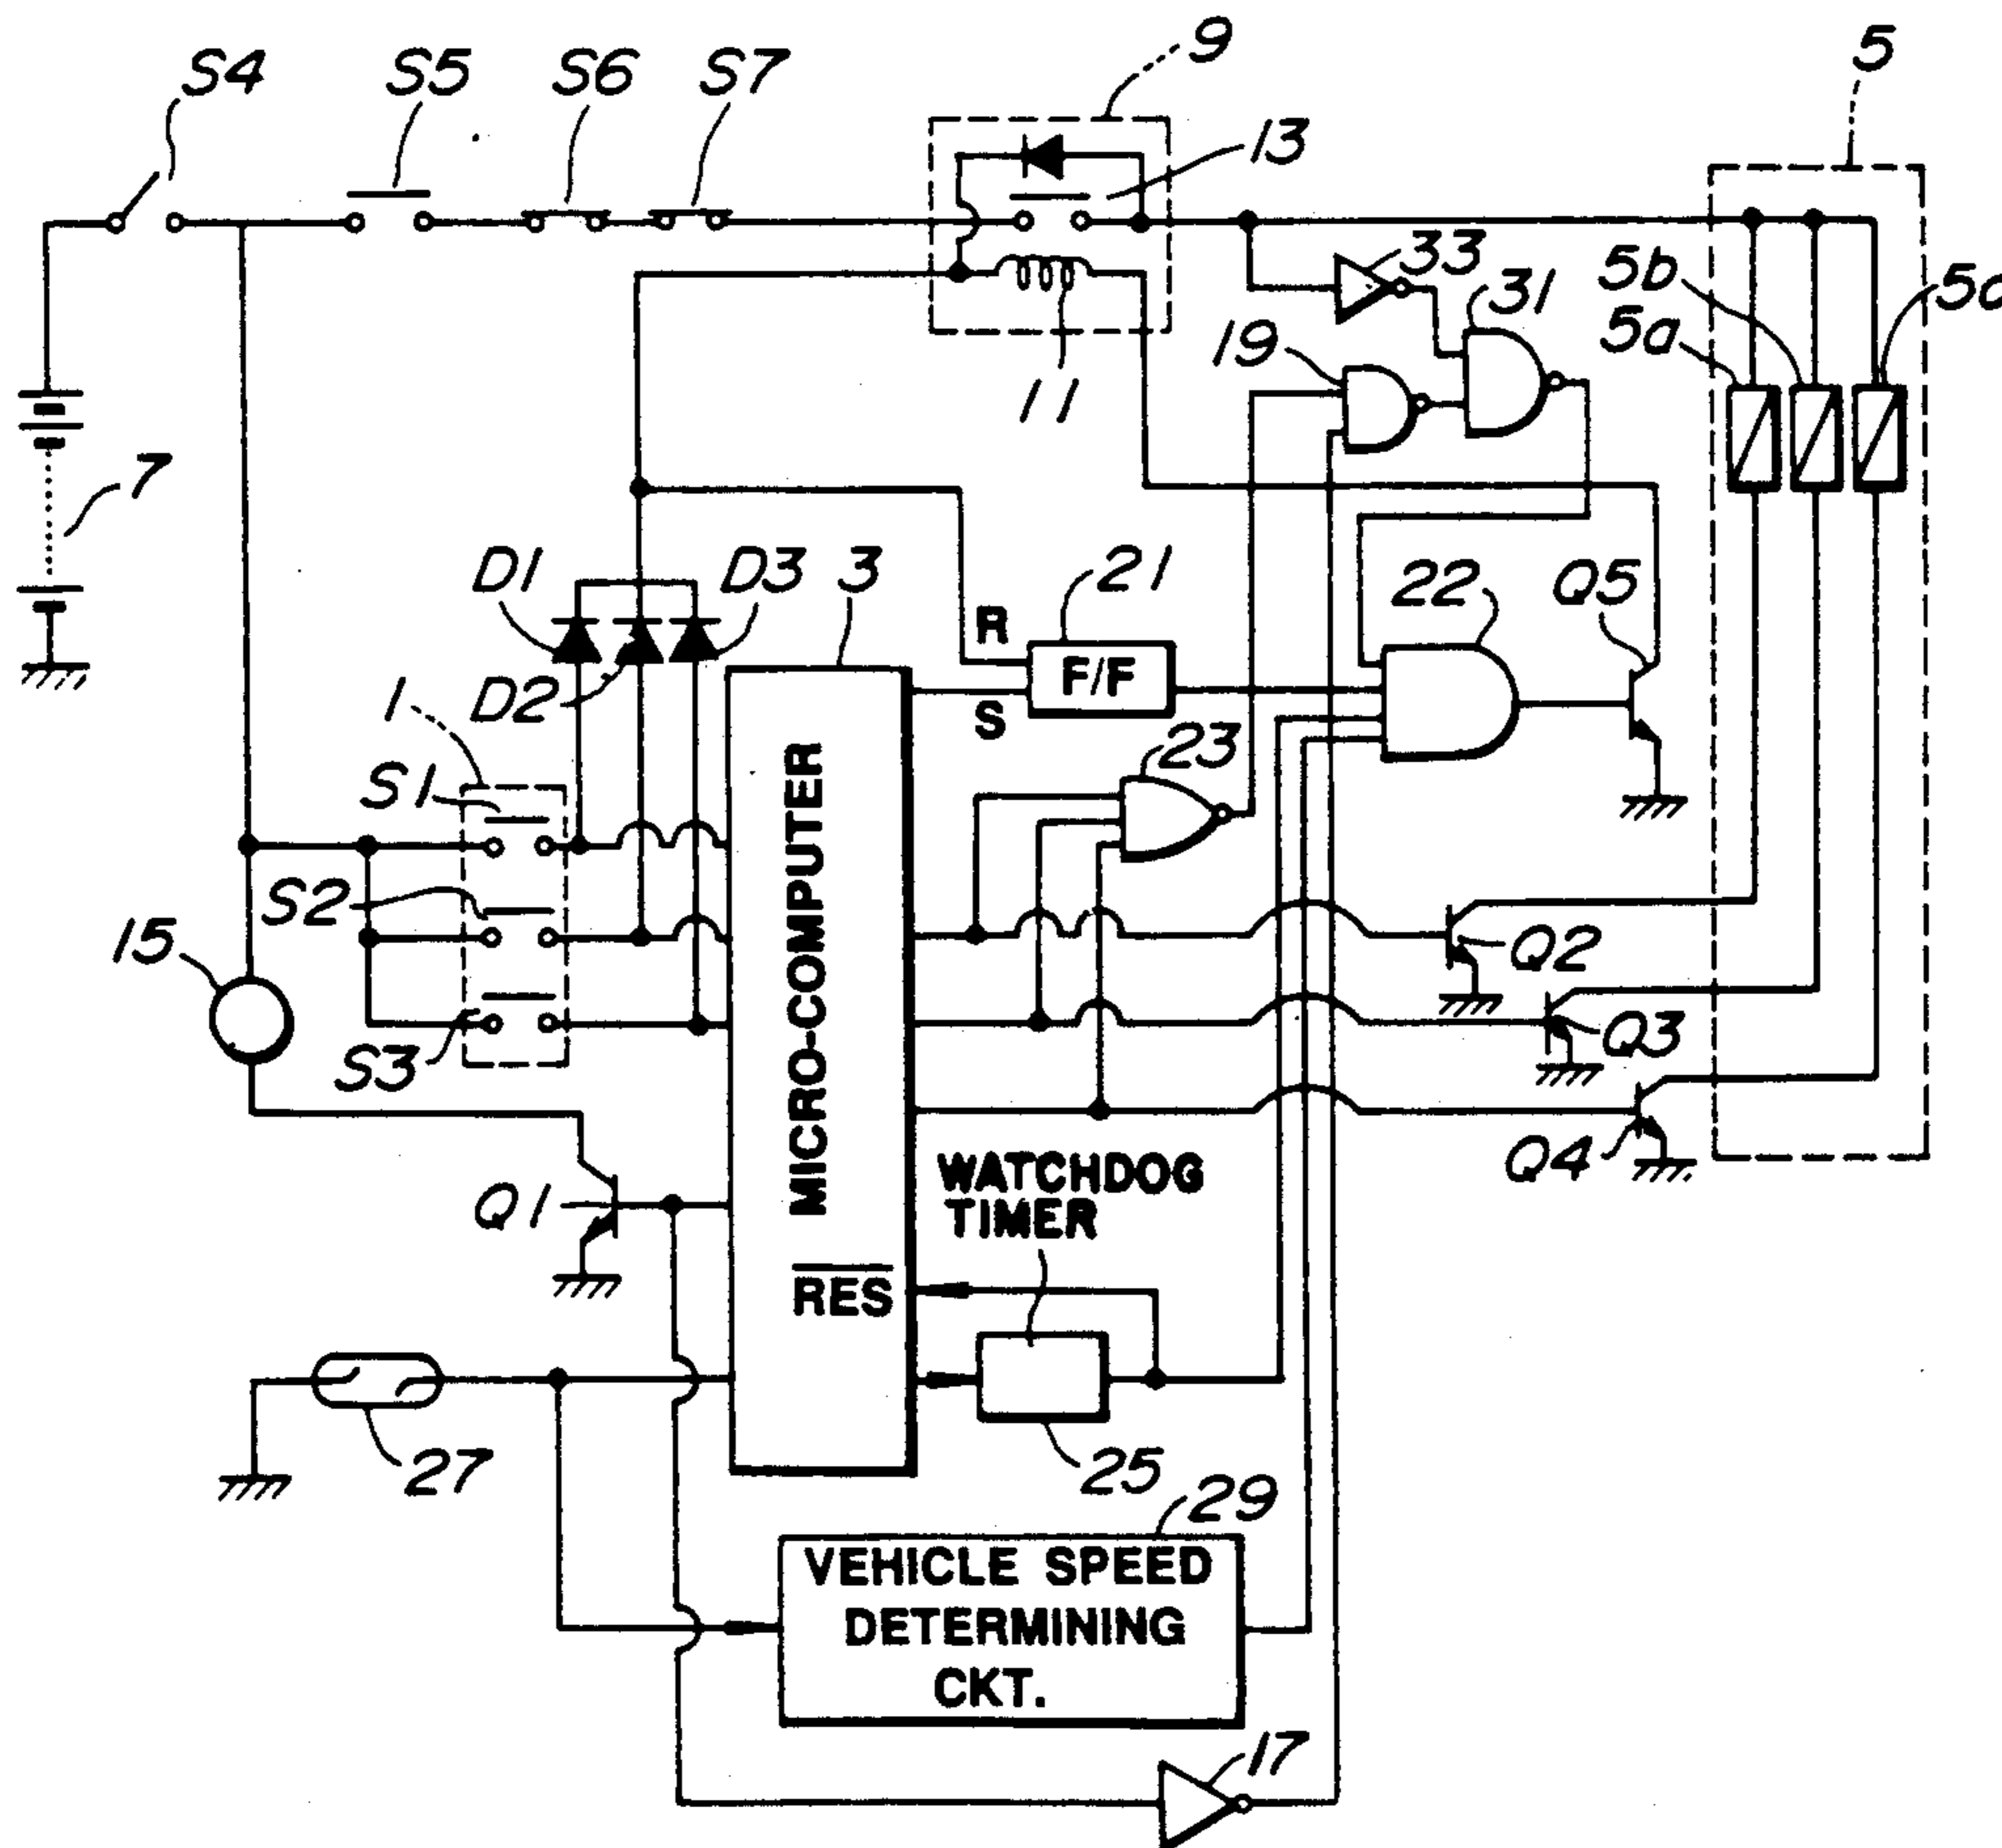 S4
S5
S6
S7
9
5
13
33
31
5b
5a
19
11
7
D1
D3
3
21
22
Q5
R
F/F
S
D2
1
S1
23
S2
15
S3
MICRO-COMPUTER
Q2
Q3
Q4
Q1
WATCHDOG
TIMER
RES
27
25
29
VEHICLE SPEED
DETERMINING
CKT.
17